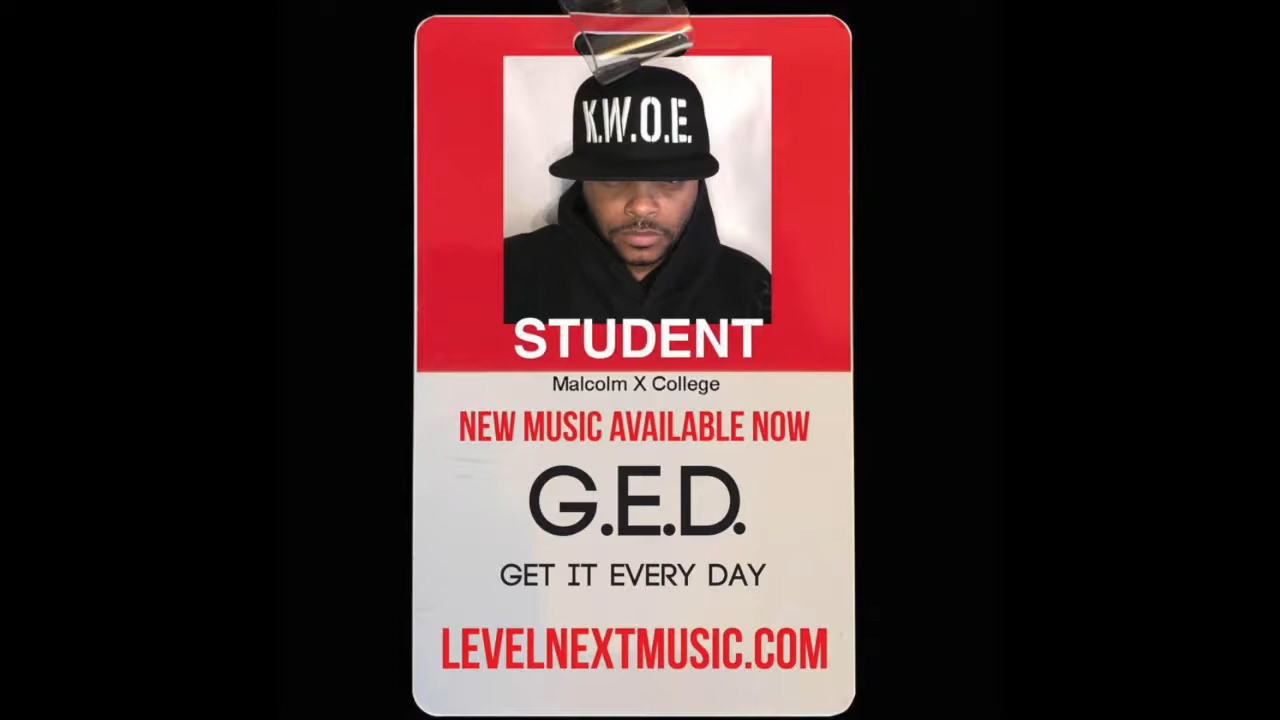 K.W.O.E.
STUDENT
Malcolm X College
NEW MUSIC AVAILABLE NOW
G.E.D.
GET IT EVERY DAY
LEVELNEXTMUSIC.COM